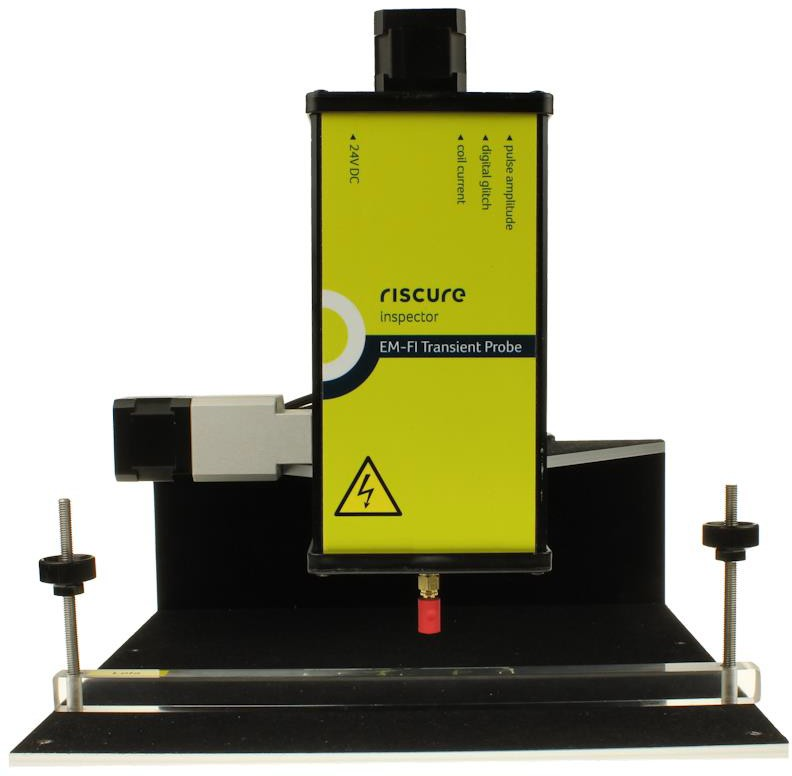 ◂ 24V DC
◂ pulse amplitude
◂ digital glitch
◂ coil current
riscure
inspector
EM-FI Transient Probe